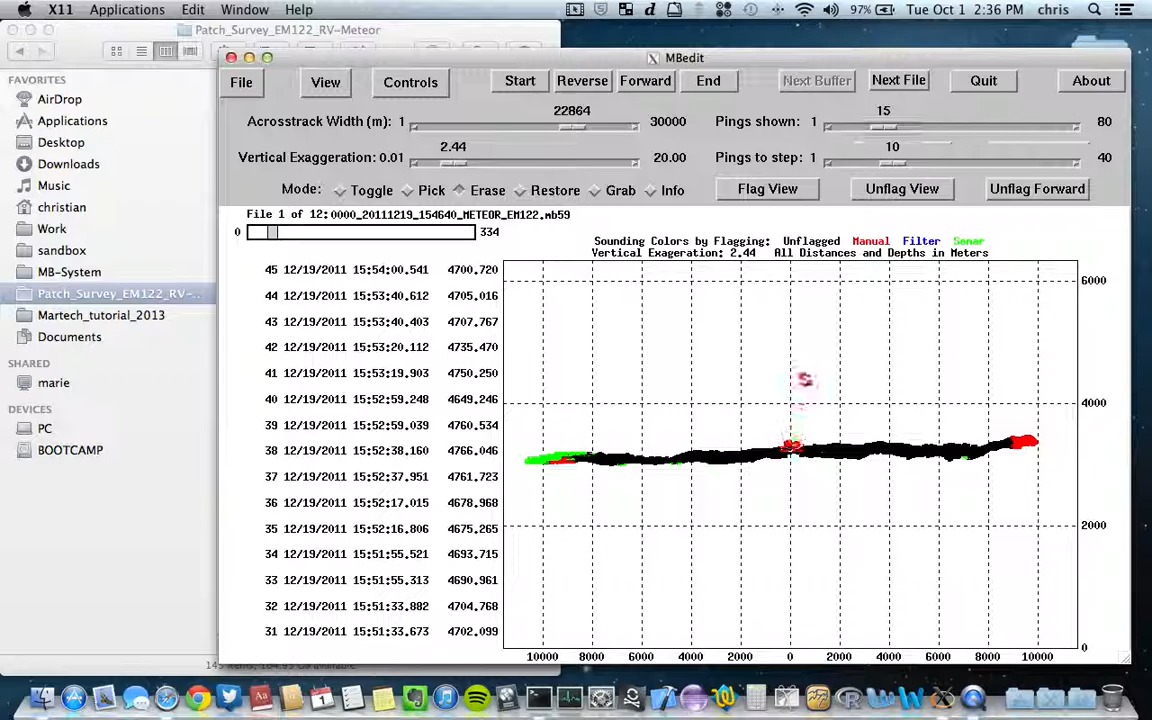 X11 Applications Edit Window Help
97% Tue Oct 1 2:36 PM chris
Patch_Survey_EM122_RV-Meteor
FAVORITES
AirDrop
Applications
Desktop
Downloads
Music
christian
Work
sandbox
MB-System
Patch_Survey_EM122_RV-..
Martech_tutorial_2013
Documents
SHARED
marie
DEVICES
PC
BOOTCAMP
MBedit
File View Controls Start Reverse Forward End Next Buffer Next File Quit About
22864
Acrosstrack Width (m): 1 30000
15
Pings shown: 1 80
2.44
Vertical Exaggeration: 0.01 20.00
10
Pings to step: 1 40
Mode: Toggle Pick Erase Restore Grab Info Flag View Unflag View Unflag Forward
File 1 of 12:0000_20111219_154640_METEOR_EM122.mb59
0 334
Sounding Colors by Flagging: Unflagged Manual Filter Sonar
Vertical Exageration: 2.44 All Distances and Depths in Meters
45 12/19/2011 15:54:00.541 4700.720
44 12/19/2011 15:53:40.612 4705.016
43 12/19/2011 15:53:40.403 4707.767
42 12/19/2011 15:53:20.112 4735.470
41 12/19/2011 15:53:19.903 4750.250
40 12/19/2011 15:52:59.248 4649.246
39 12/19/2011 15:52:59.039 4760.534
38 12/19/2011 15:52:38.160 4766.046
37 12/19/2011 15:52:37.951 4761.723
36 12/19/2011 15:52:17.015 4678.968
35 12/19/2011 15:52:16.806 4675.265
34 12/19/2011 15:51:55.521 4693.715
33 12/19/2011 15:51:55.313 4690.961
32 12/19/2011 15:51:33.882 4704.768
31 12/19/2011 15:51:33.673 4702.099
6000
4000
2000
0
10000 8000 6000 4000 2000 0 2000 4000 6000 8000 10000